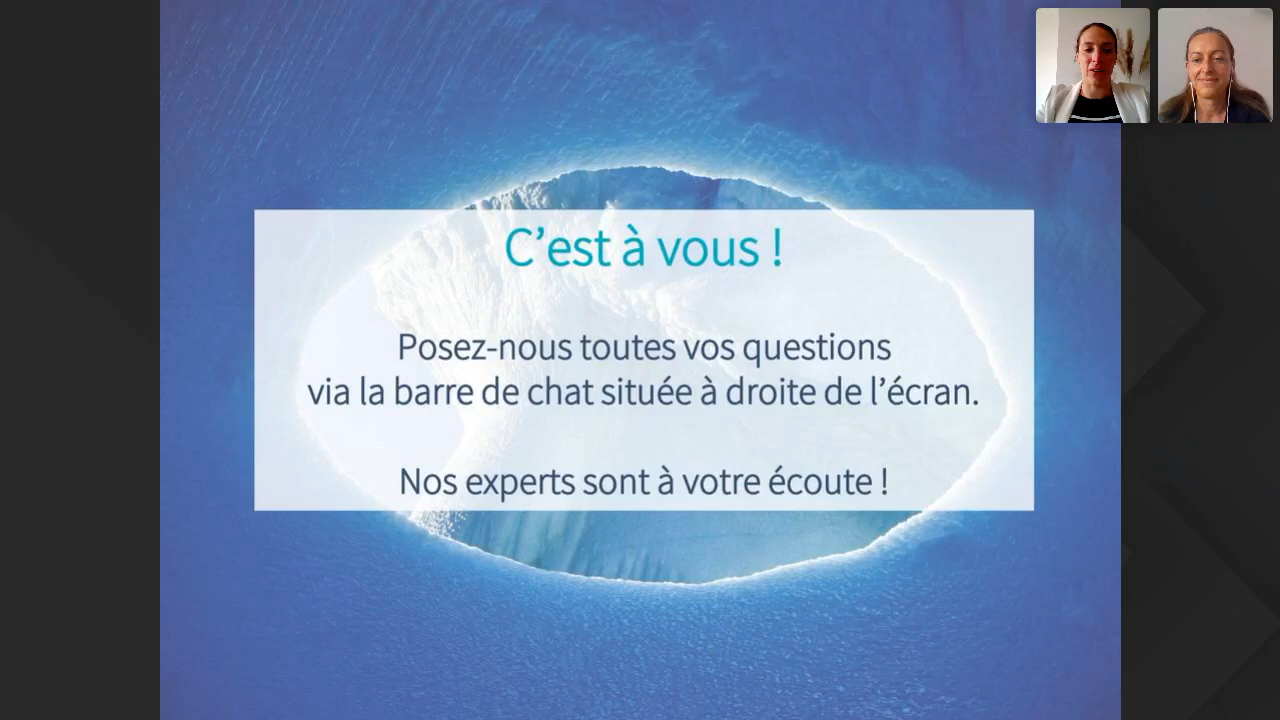 C’est à vous !
Posez-nous toutes vos questions
via la barre de chat située à droite de l’écran.
Nos experts sont à votre écoute !